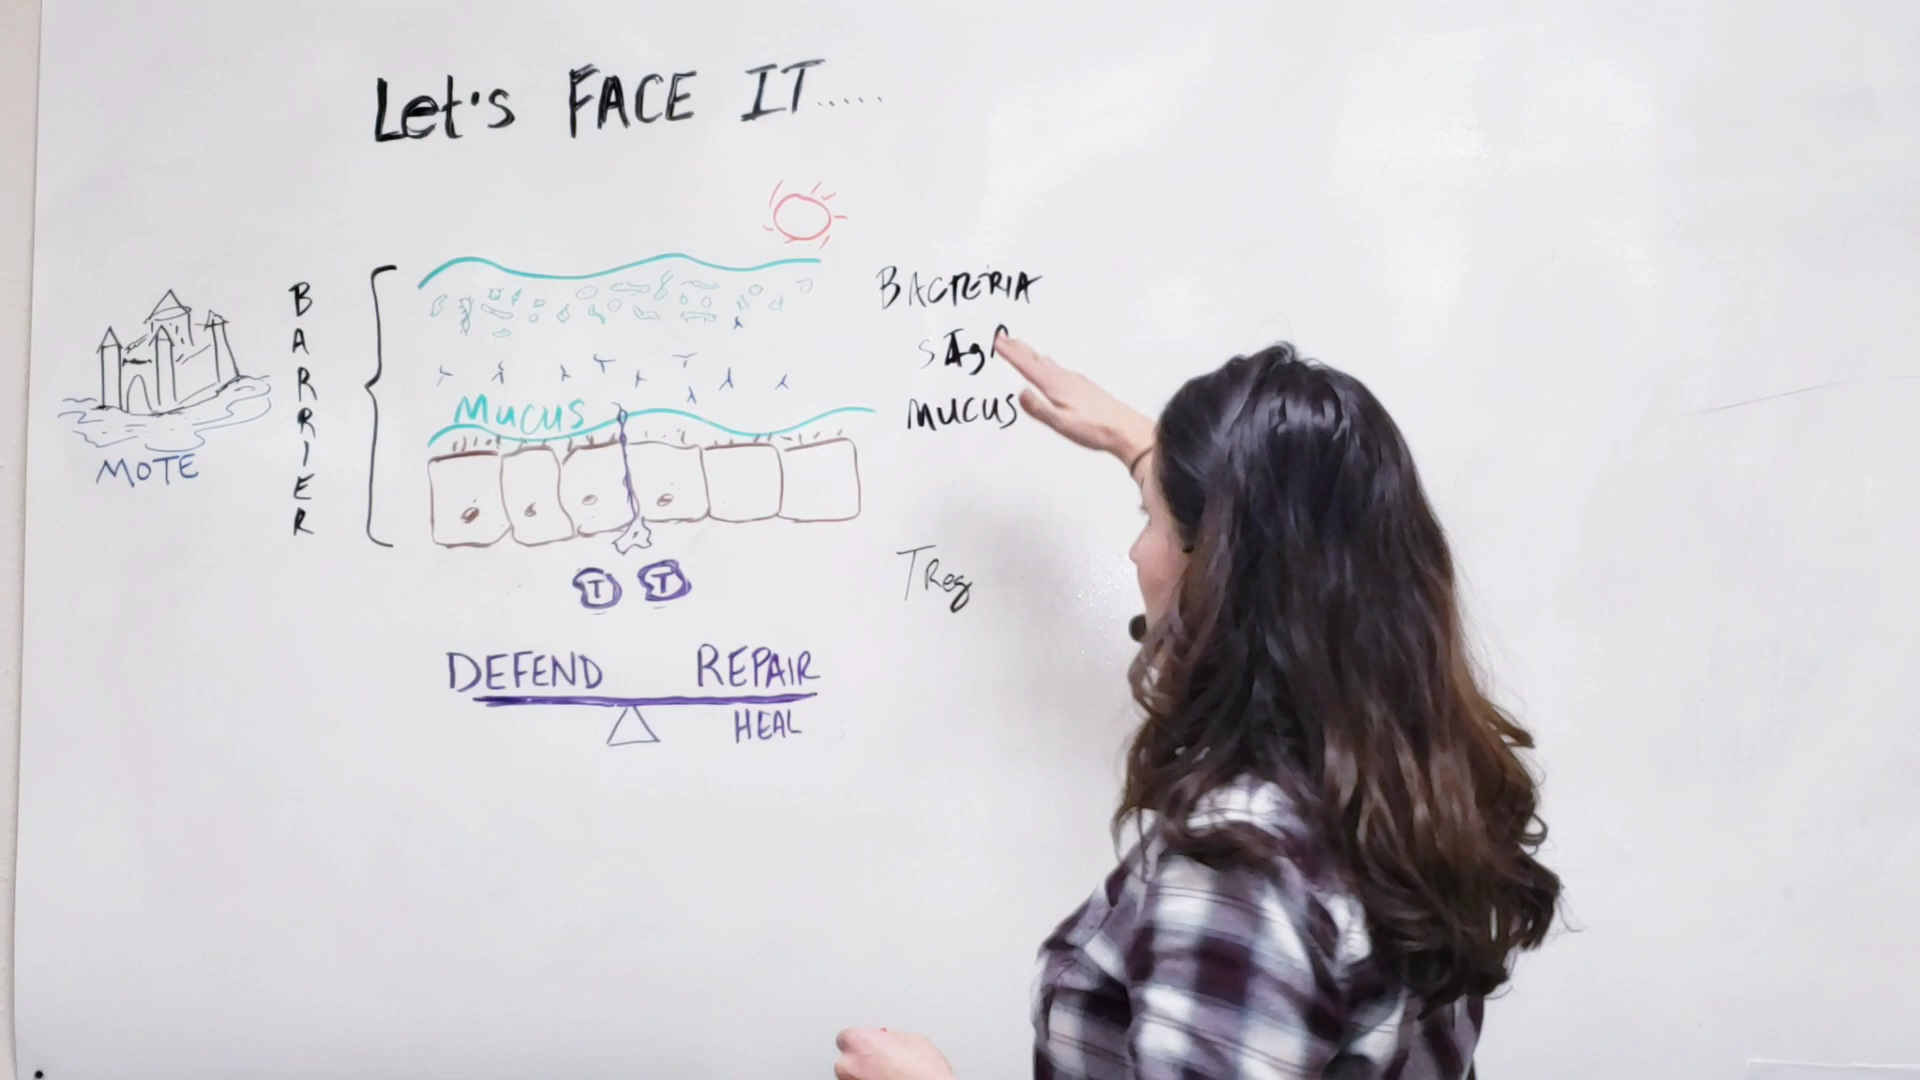 Let's FACE IT.....
BARRIER
BACTERIA
SIgA
MUCUS
MUCUS
MOTE
T T
TReg
DEFEND REPAIR
HEAL